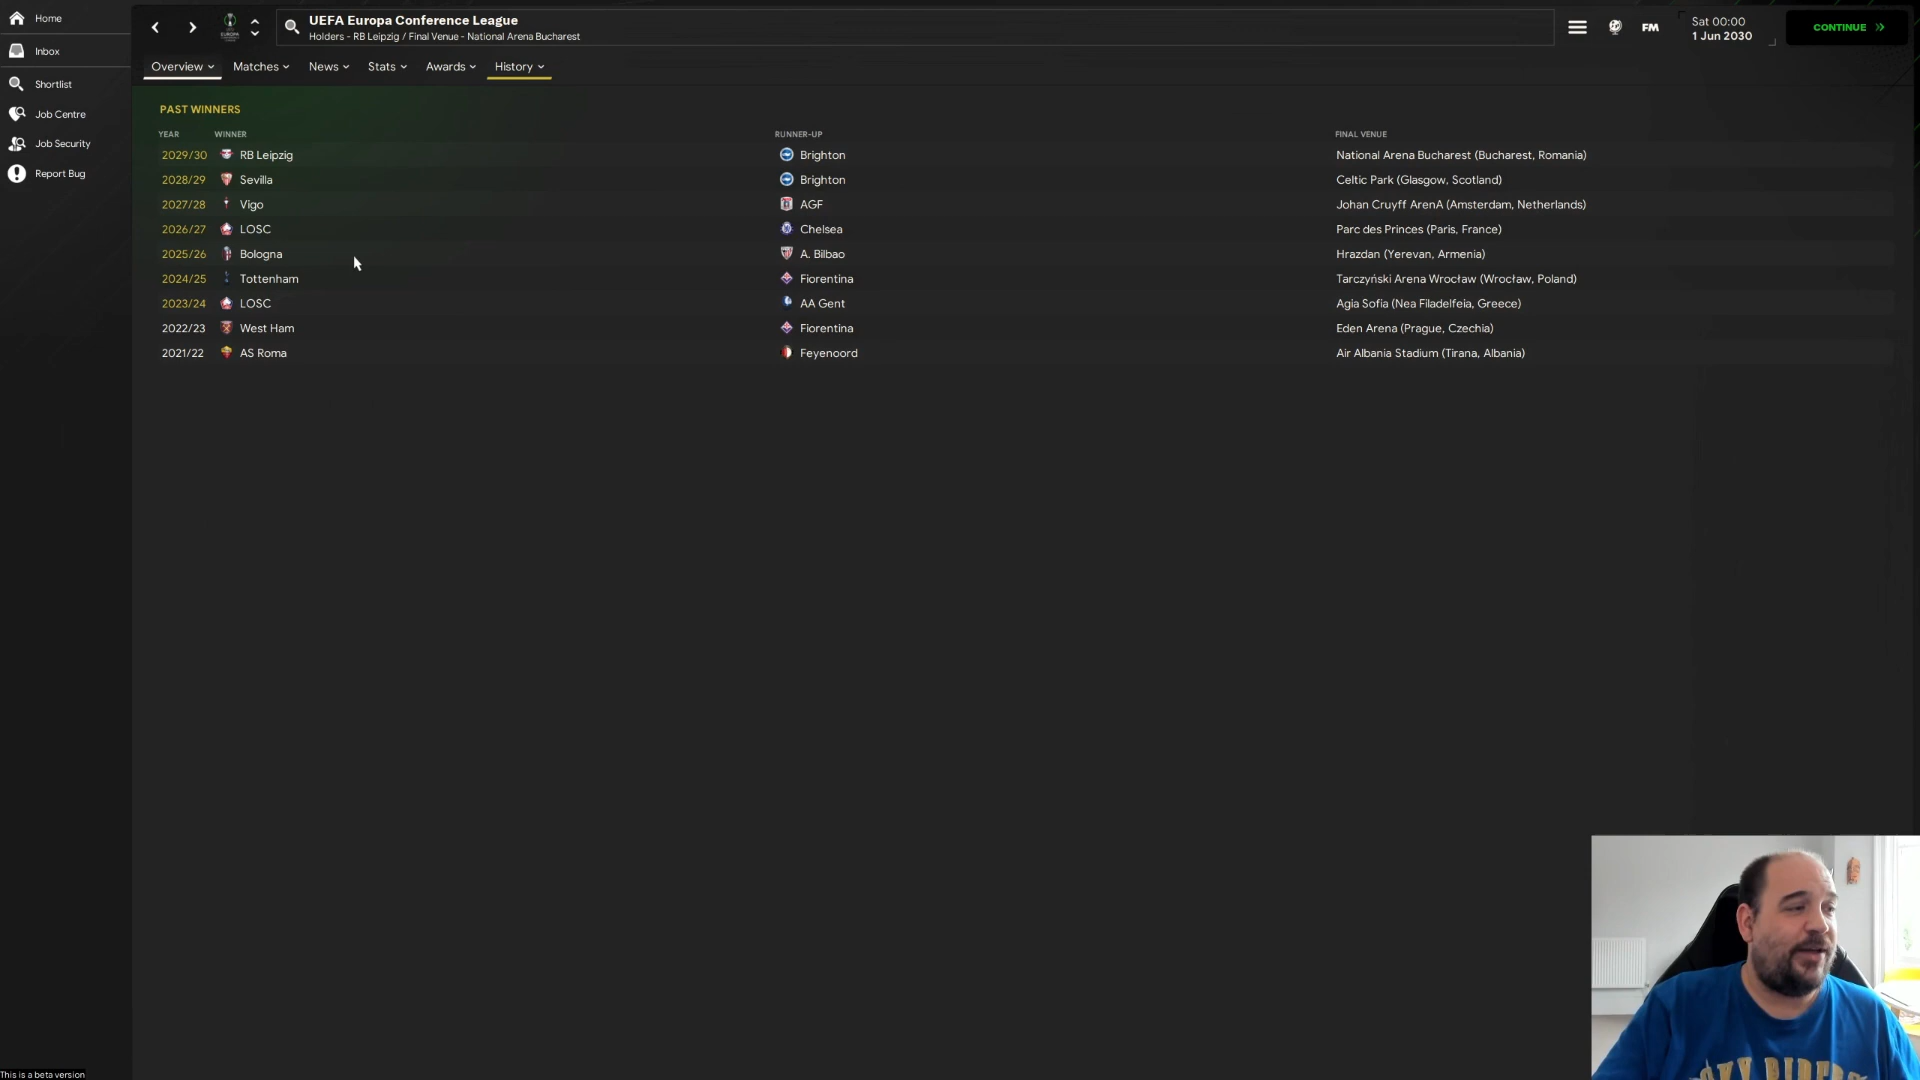 Home
Inbox
Shortlist
Job Centre
Job Security
Report Bug
UEFA Europa Conference League
Holders - RB Leipzig / Final Venue - National Arena Bucharest
FM
Sat 00:00
1 Jun 2030
CONTINUE
Overview Matches News Stats Awards History
PAST WINNERS
YEAR WINNER RUNNER-UP FINAL VENUE
2029/30 RB Leipzig Brighton National Arena Bucharest (Bucharest, Romania)
2028/29 Sevilla Brighton Celtic Park (Glasgow, Scotland)
2027/28 Vigo AGF Johan Cruyff ArenA (Amsterdam, Netherlands)
2026/27 LOSC Chelsea Parc des Princes (Paris, France)
2025/26 Bologna A. Bilbao Hrazdan (Yerevan, Armenia)
2024/25 Tottenham Fiorentina Tarczyński Arena Wrocław (Wrocław, Poland)
2023/24 LOSC AA Gent Agia Sofia (Nea Filadelfeia, Greece)
2022/23 West Ham Fiorentina Eden Arena (Prague, Czechia)
2021/22 AS Roma Feyenoord Air Albania Stadium (Tirana, Albania)
This is a beta version